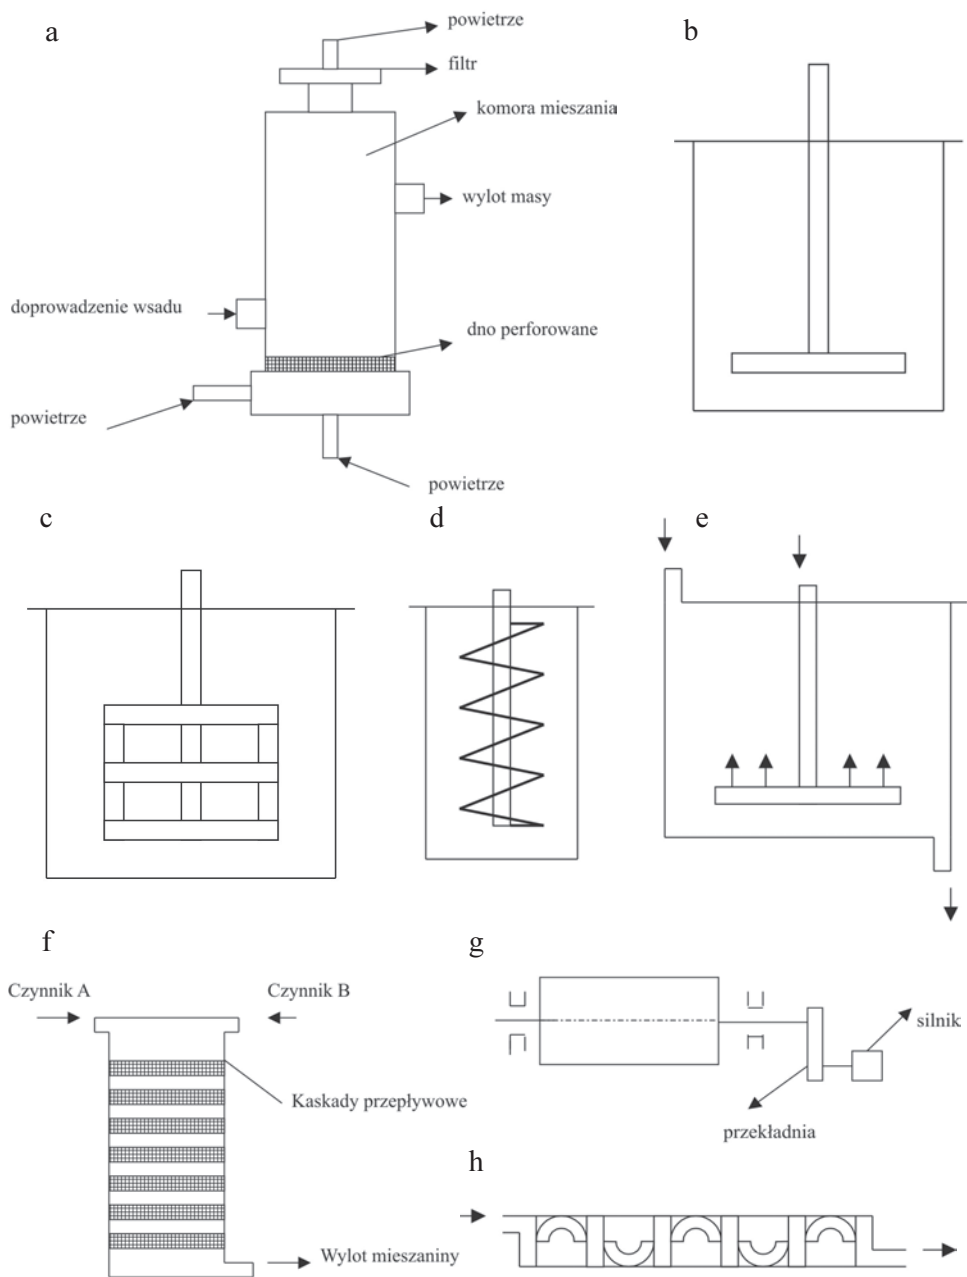 a
powietrze
b
filtr
komora mieszania
wylot masy
doprowadzenie wsadu
dno perforowane
powietrze
powietrze
c
d
e
f
g
Czynnik A
Czynnik B
silnik
Kaskady przepływowe
przekładnia
h
Wylot mieszaniny